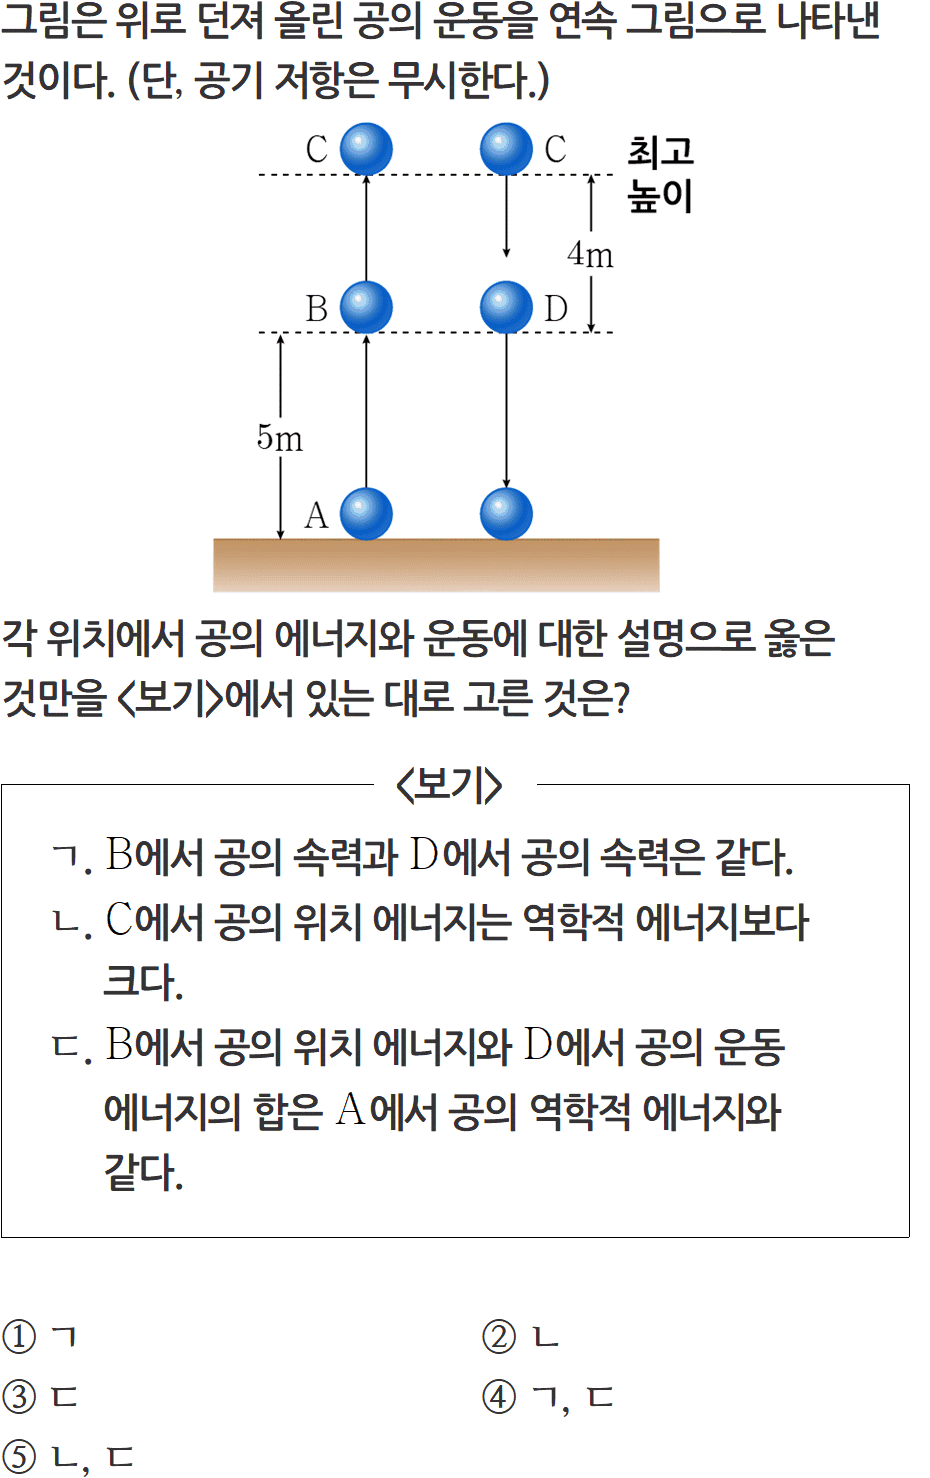 그림은 위로 던져 올린 공의 운동을 연속 그림으로 나타낸
것이다. (단, 공기 저항은 무시한다.)
C C 최고
높이
4m
B D
5m
A
각 위치에서 공의 에너지와 운동에 대한 설명으로 옳은
것만을 <보기>에서 있는 대로 고른 것은?
<보기>
ㄱ. B에서 공의 속력과 D에서 공의 속력은 같다.
ㄴ. C에서 공의 위치 에너지는 역학적 에너지보다
크다.
ㄷ. B에서 공의 위치 에너지와 D에서 공의 운동
에너지의 합은 A에서 공의 역학적 에너지와
같다.
① ㄱ ② ㄴ
③ ㄷ ④ ㄱ, ㄷ
⑤ ㄴ, ㄷ